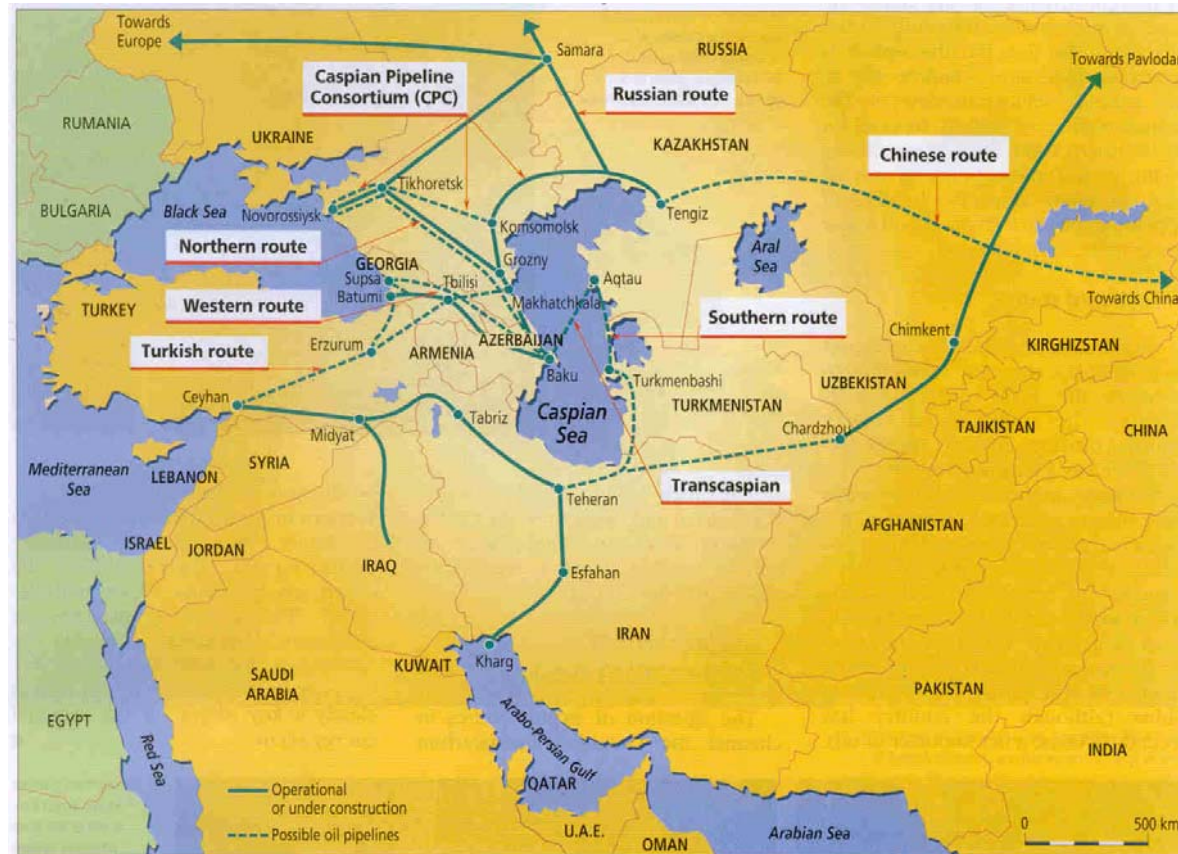 Towards
Europe
Samara
RUSSIA
Towards Pavlodar
Caspian Pipeline
Consortium (CPC)
Russian route
RUMANIA
UKRAINE
KAZAKHSTAN
Chinese route
Tikhoretsk
BULGARIA
Black Sea
Novorossiysk
Komsomolsk
Tengiz
Aral
Sea
Northern route
GEORGIA
Grozny
Supsa
Tbilisi
Aqtau
Towards China
Batumi
Makhatchkala
TURKEY
Western route
Southern route
Chimkent
AZERBAIJAN
KIRGHIZSTAN
Turkish route
Erzurum
ARMENIA
Baku
Turkmenbashi
UZBEKISTAN
Ceyhan
Caspian
Sea
TURKMENISTAN
Tabriz
Midyat
Chardzhou
TAJIKISTAN
CHINA
Mediterranean
Sea
SYRIA
LEBANON
Teheran
Transcaspian
AFGHANISTAN
ISRAEL
JORDAN
IRAQ
Esfahan
IRAN
KUWAIT
Kharg
SAUDI
ARABIA
PAKISTAN
EGYPT
Red Sea
Arabo-Persian Gulf
INDIA
QATAR
Operational
or under construction
Possible oil pipelines
U.A.E.
OMAN
Arabian Sea
0 500 km